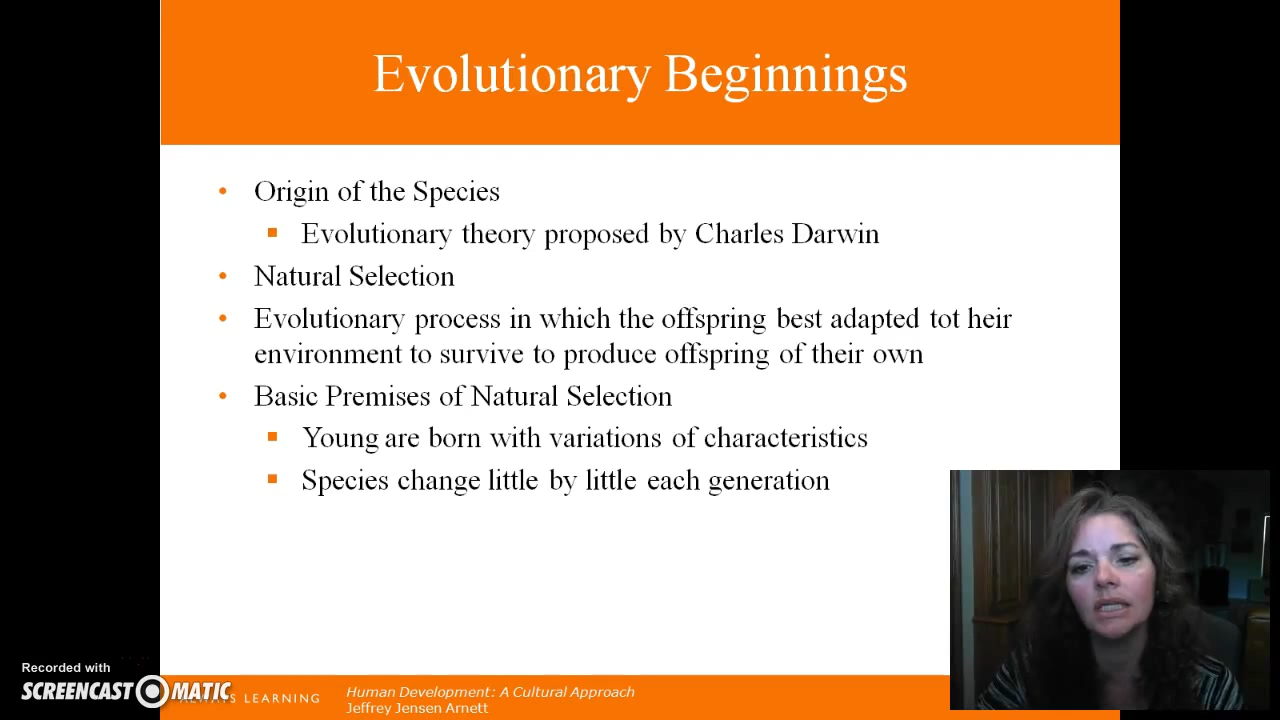 Evolutionary Beginnings
• Origin of the Species
▪ Evolutionary theory proposed by Charles Darwin
• Natural Selection
• Evolutionary process in which the offspring best adapted tot heir
environment to survive to produce offspring of their own
• Basic Premises of Natural Selection
▪ Young are born with variations of characteristics
▪ Species change little by little each generation
Recorded with
SCREENCAST MATIC
ALWAYS LEARNING
Human Development: A Cultural Approach
Jeffrey Jensen Arnett